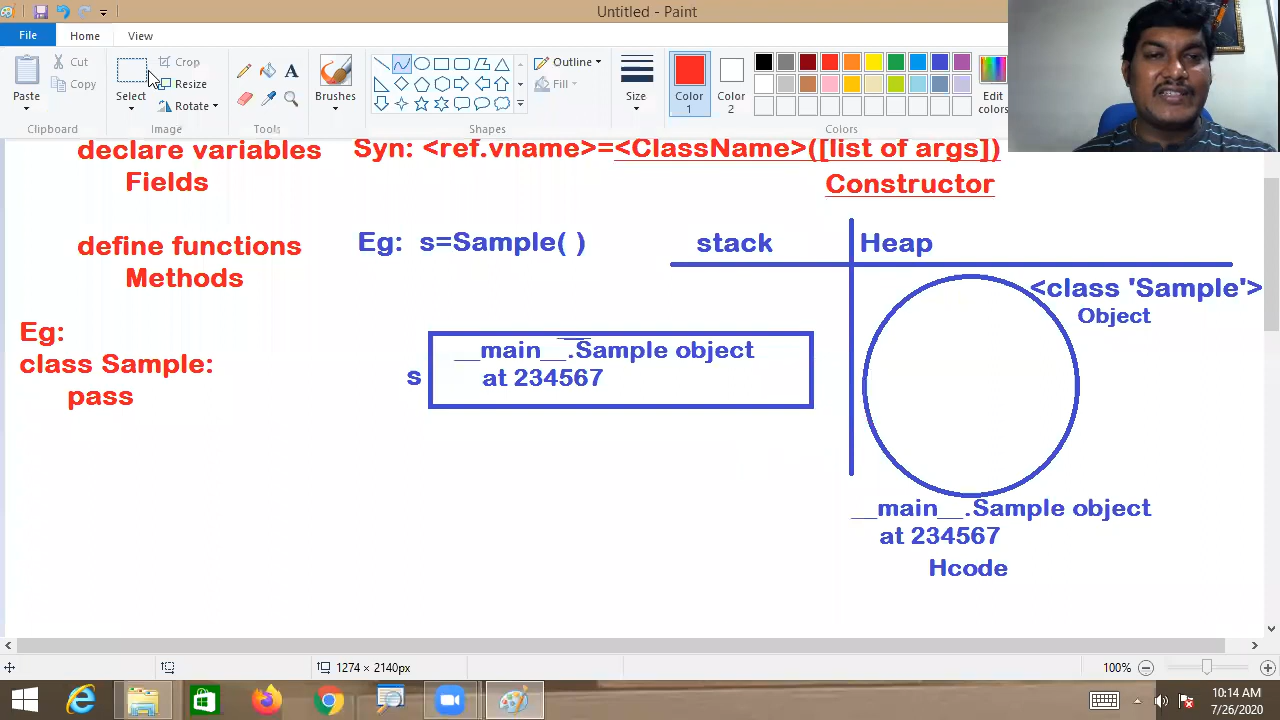 Untitled - Paint
File
Home
View
Paste
Cut
Copy
Clipboard
Select
Crop
Resize
Rotate
Image
A
Tools
Brushes
Shapes
Outline
Fill
Size
Color 1
Color 2
Edit colors
Colors
declare variables
Fields
Syn: <ref.vname>=<ClassName>([list of args])
Constructor
define functions
Methods
Eg: s=Sample( )
stack
Heap
<class 'Sample'>
Object
Eg:
class Sample:
pass
s
__main__.Sample object
at 234567
__main__.Sample object
at 234567
Hcode
1274 × 2140px
100%
10:14 AM
7/26/2020